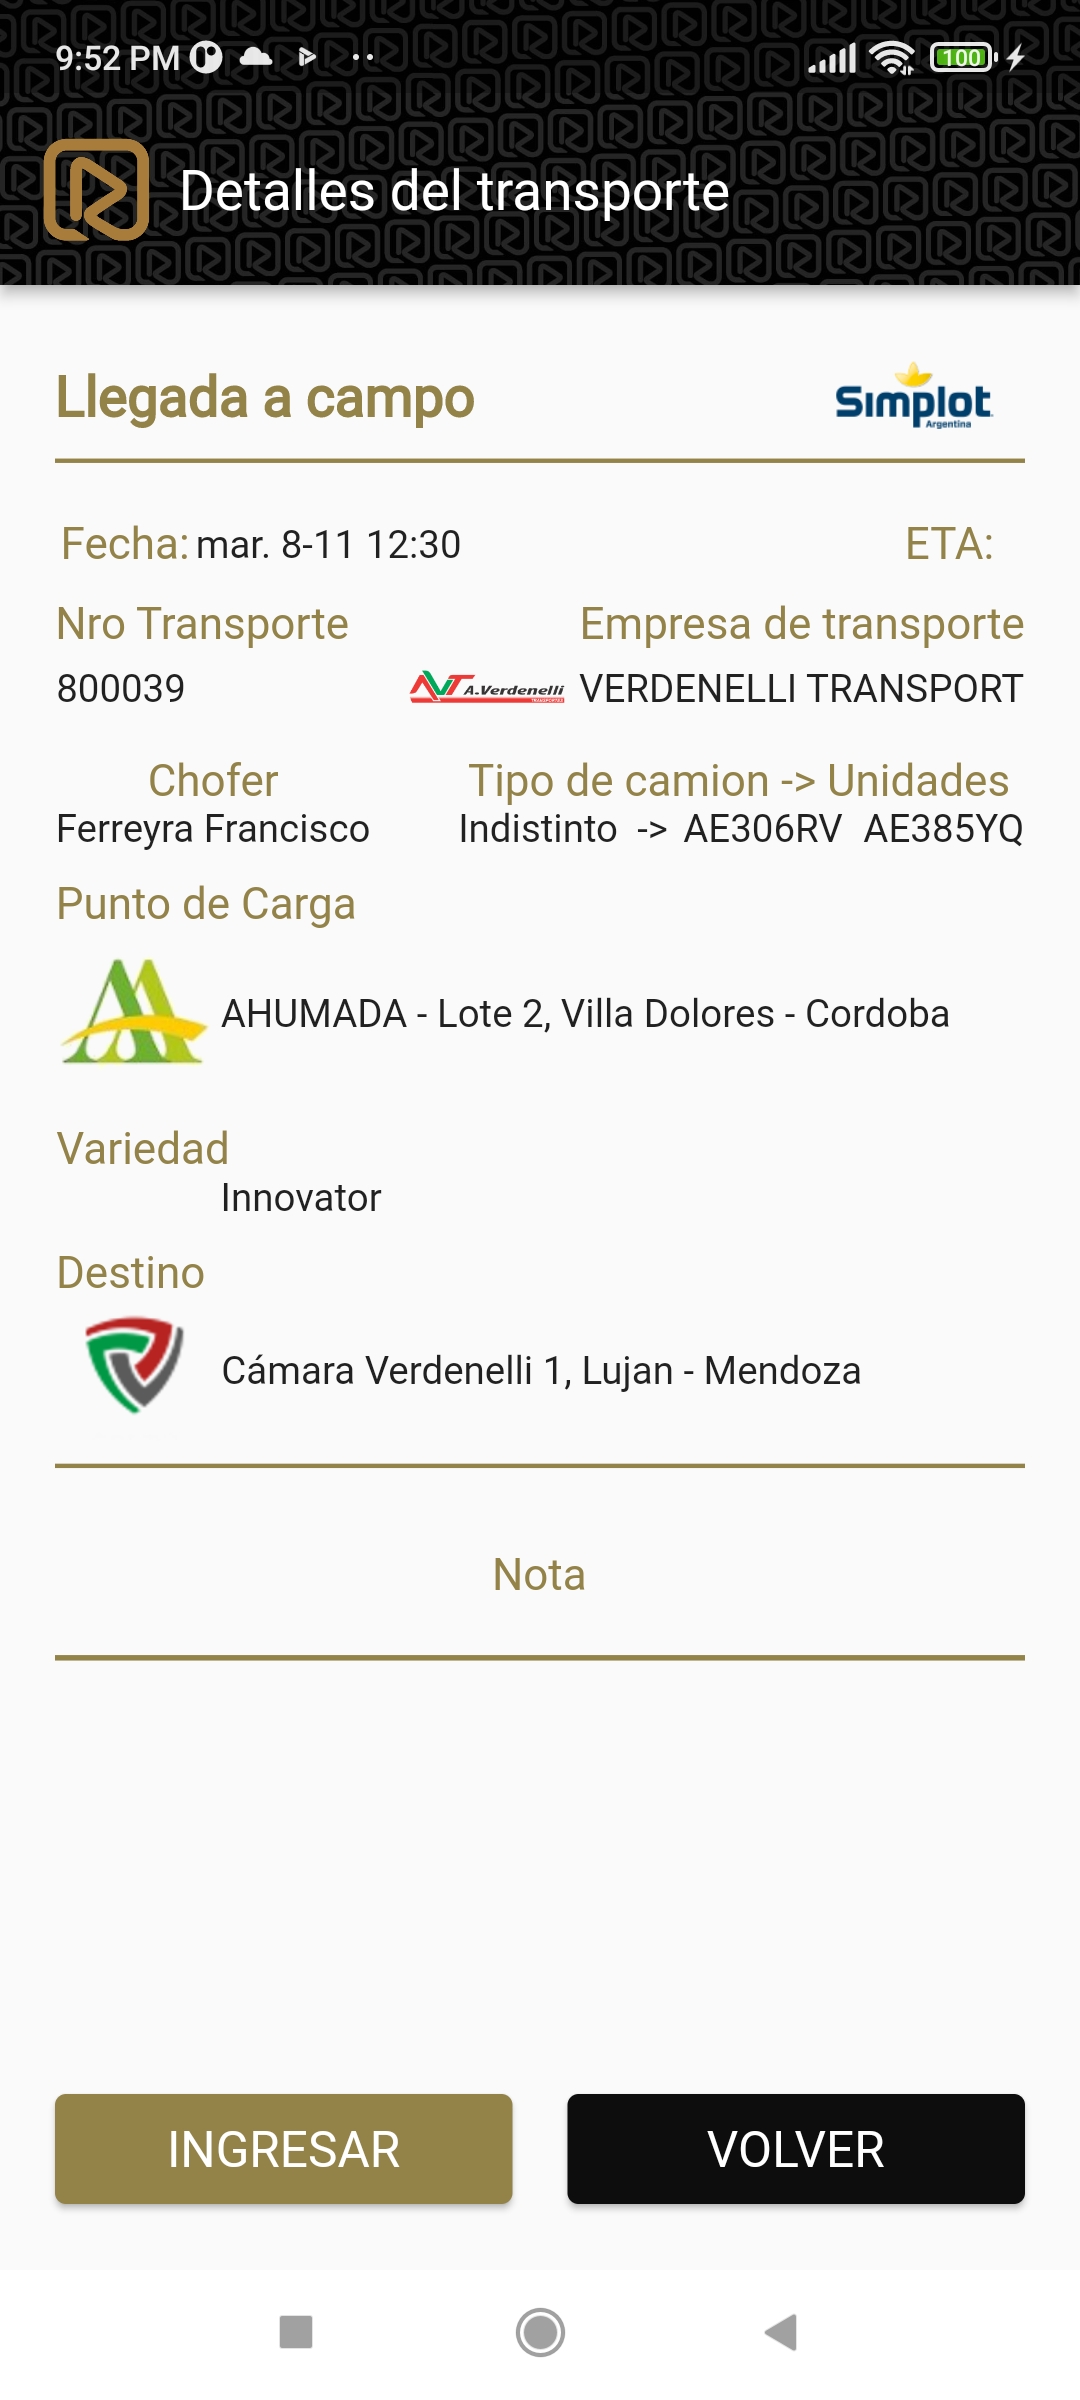 9:52 PM
100
Detalles del transporte
Llegada a campo
Simplot
Argentina
Fecha: mar. 8-11 12:30
ETA:
Nro Transporte
Empresa de transporte
800039
A.Verdenelli
VERDENELLI TRANSPORT
Chofer
Tipo de camion -> Unidades
Ferreyra Francisco
Indistinto -> AE306RV AE385YQ
Punto de Carga
AHUMADA - Lote 2, Villa Dolores - Cordoba
Variedad
Innovator
Destino
Cámara Verdenelli 1, Lujan - Mendoza
Nota
INGRESAR
VOLVER